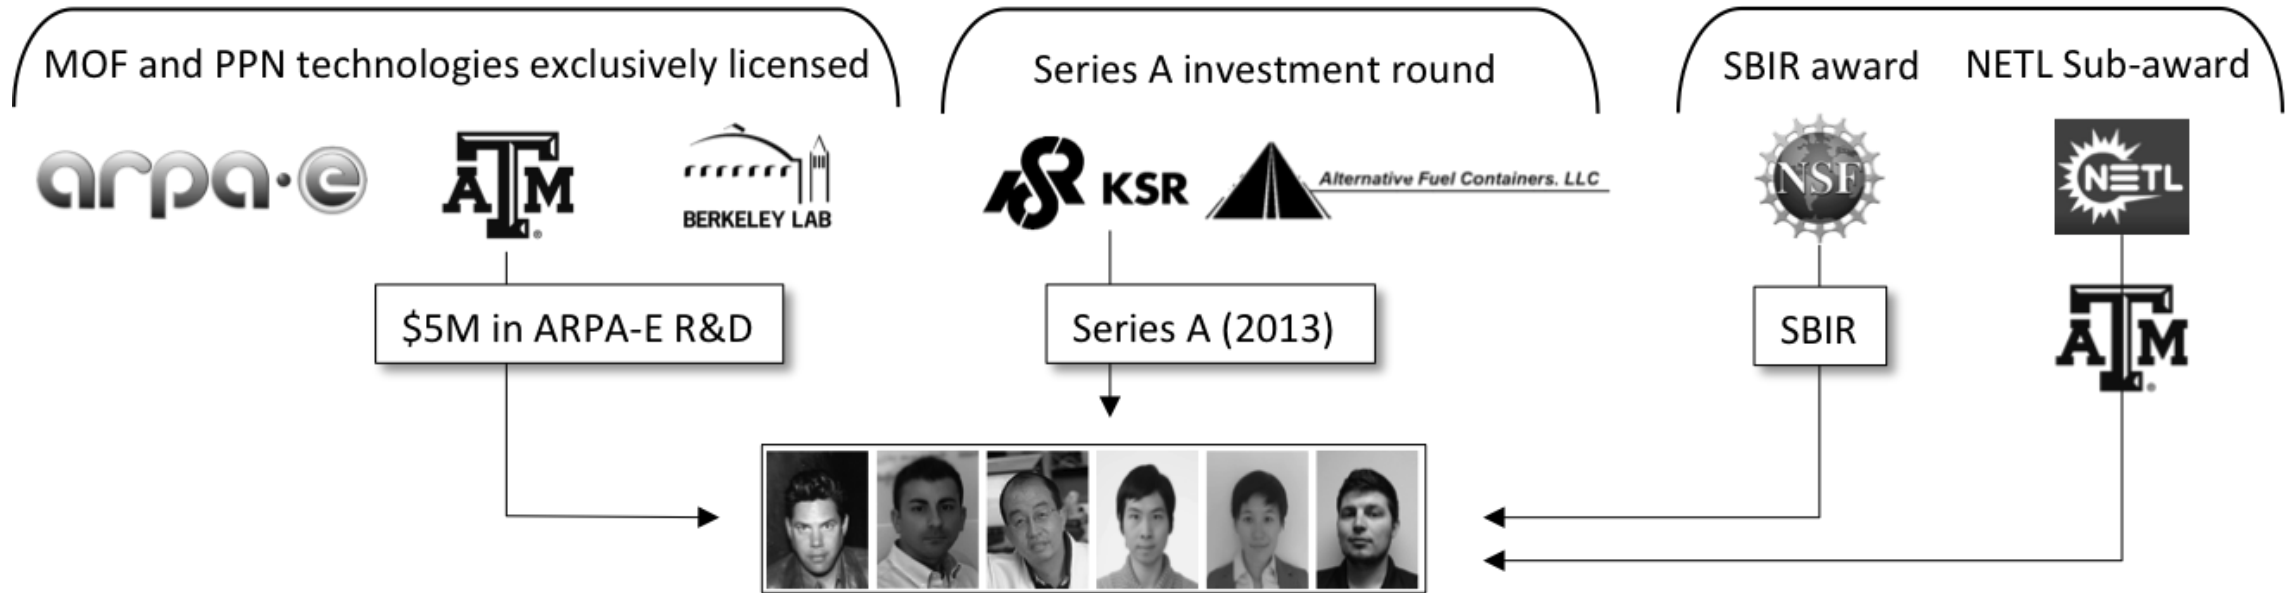 MOF and PPN technologies exclusively licensed
Series A investment round
SBIR award
NETL Sub-award
arpa·e
ATM
®
BERKELEY LAB
KSR
KSR
Alternative Fuel Containers, LLC
NSF
NETL
$5M in ARPA-E R&D
Series A (2013)
SBIR
ATM
®